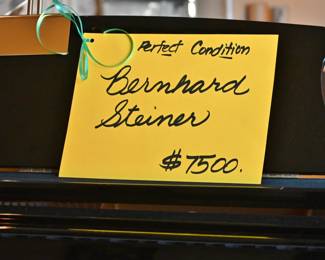 Perfect Condition
Bernhard
Steiner
$7500.